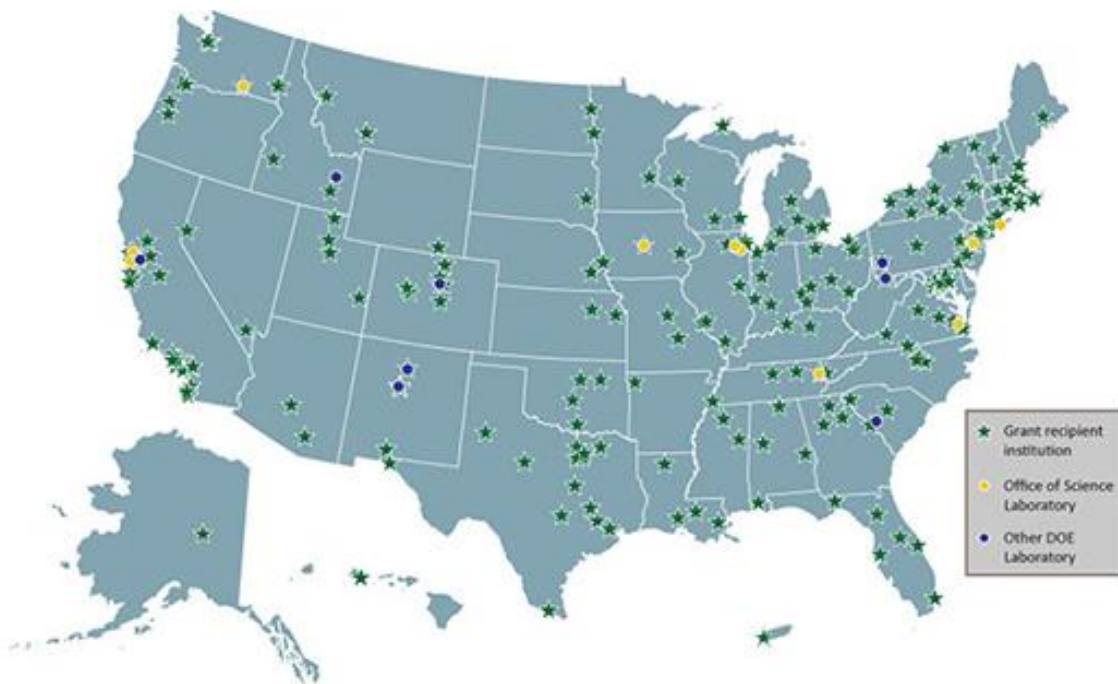 Grant recipient
institution
Office of Science
Laboratory
Other DOE
Laboratory